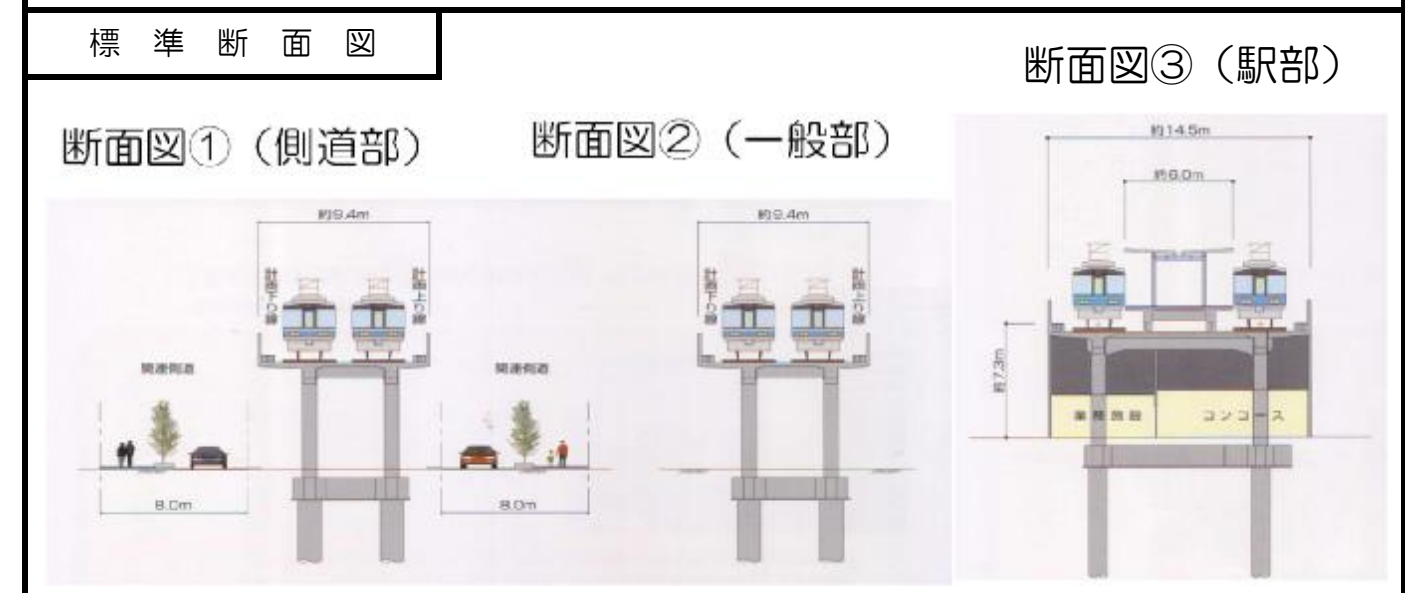 標準断面図
断面図①（側道部）
約9.4m
計画下り線
計画上り線
関連側道
関連側道
8.0m
8.0m
断面図②（一般部）
約9.4m
計画下り線
計画上り線
断面図③（駅部）
約14.5m
約6.0m
約7.3m
業務施設
コンコース